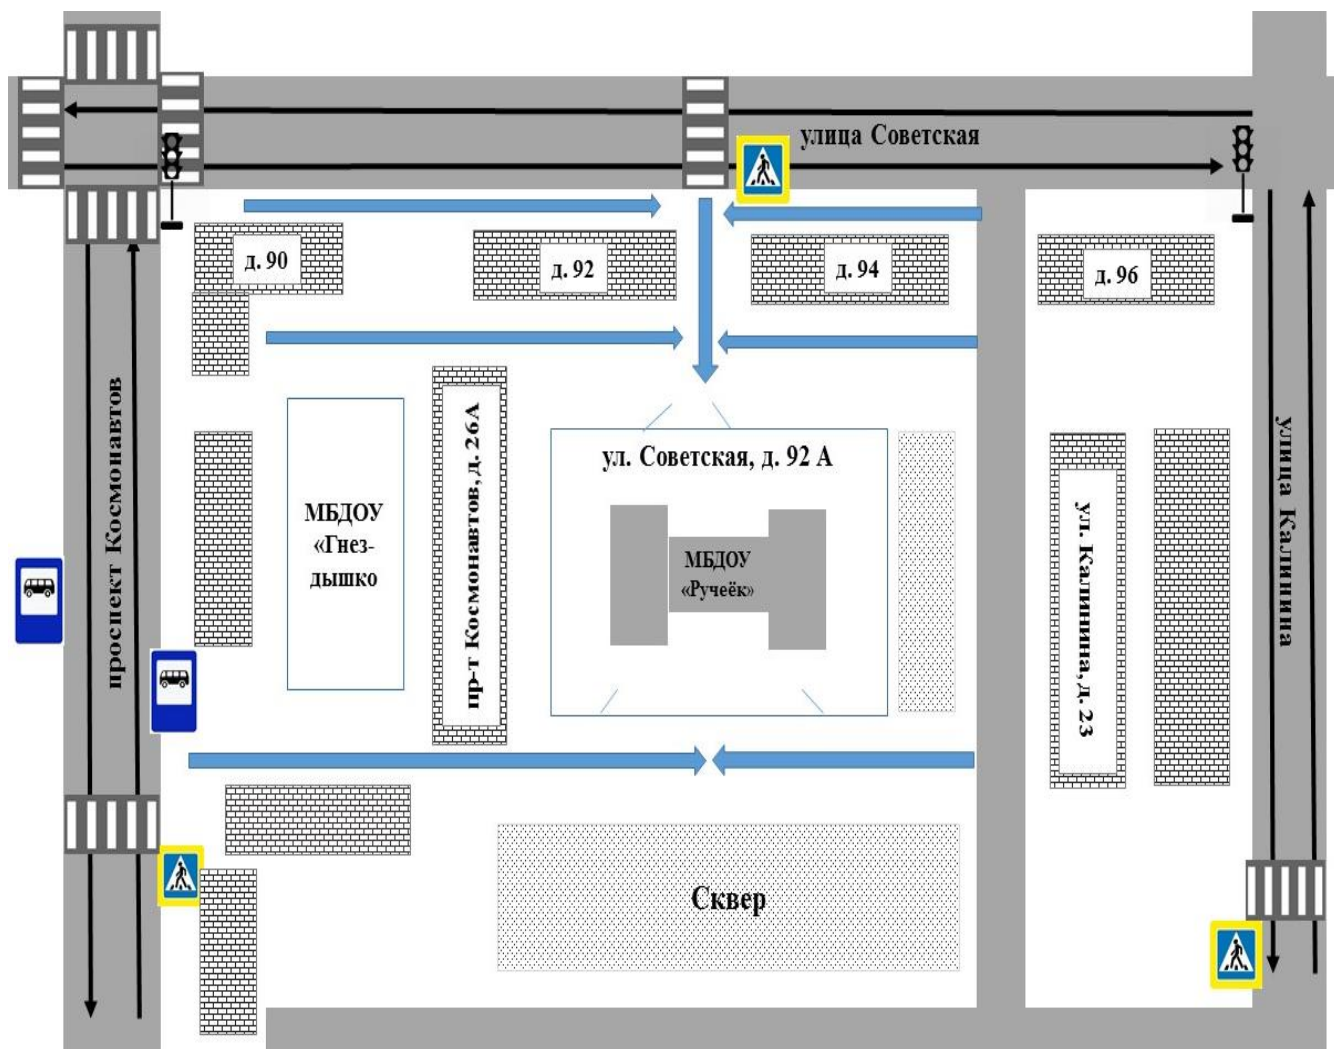 улица Советская
д. 90
д. 92
д. 94
д. 96
проспект Космонавтов
МБДОУ
«Гнез-
дышко
пр-т Космонавтов, д. 26А
ул. Советская, д. 92 А
МБДОУ
«Ручеёк»
ул. Калинина, д. 23
улица Калинина
Сквер